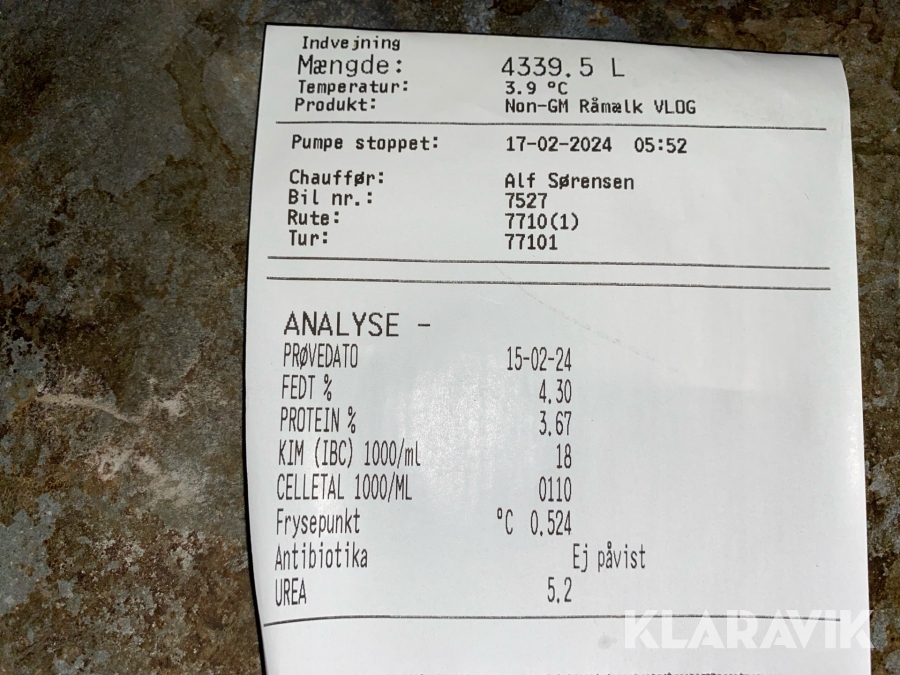 Indvejning
Mængde: 4339.5 L
Temperatur: 3.9 °C
Produkt: Non-GM Råmælk VLOG
Pumpe stoppet: 17-02-2024 05:52
Chauffør: Alf Sørensen
Bil nr.: 7527
Rute: 7710(1)
Tur: 77101
ANALYSE -
PRØVEDATO 15-02-24
FEDT % 4.30
PROTEIN % 3.67
KIM (IBC) 1000/ml 18
CELLETAL 1000/ML 0110
Frysepunkt °C 0.524
Antibiotika Ej påvist
UREA 5.2
KLARAVIK